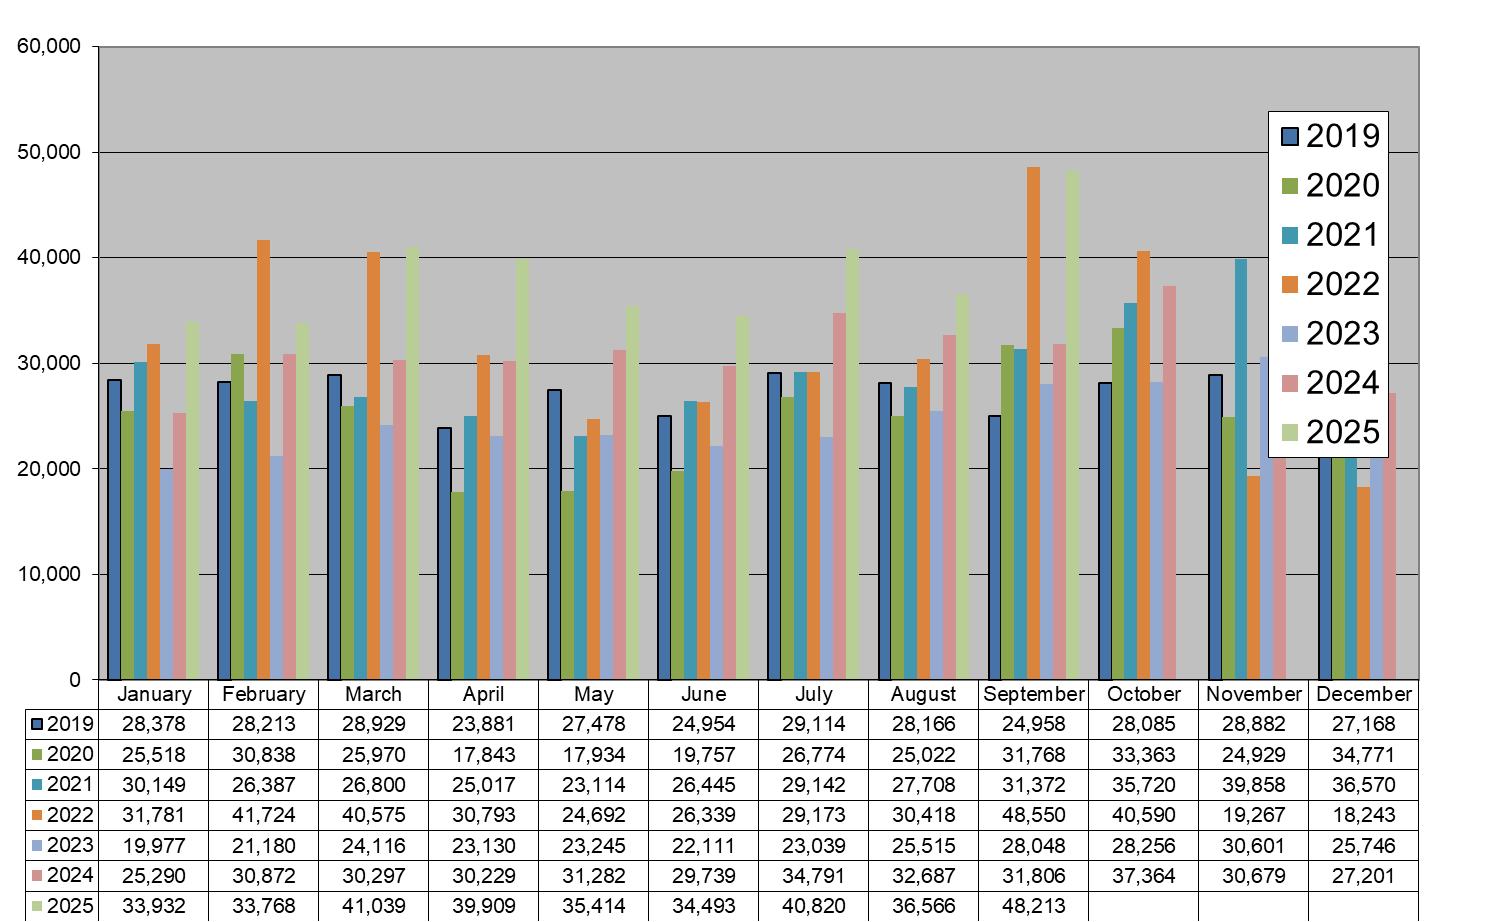 60,000
50,000
40,000
30,000
20,000
10,000
0
2019
2020
2021
2022
2023
2024
2025
January February March April May June July August September October November December
2019 28,378 28,213 28,929 23,881 27,478 24,954 29,114 28,166 24,958 28,085 28,882 27,168
2020 25,518 30,838 25,970 17,843 17,934 19,757 26,774 25,022 31,768 33,363 24,929 34,771
2021 30,149 26,387 26,800 25,017 23,114 26,445 29,142 27,708 31,372 35,720 39,858 36,570
2022 31,781 41,724 40,575 30,793 24,692 26,339 29,173 30,418 48,550 40,590 19,267 18,243
2023 19,977 21,180 24,116 23,130 23,245 22,111 23,039 25,515 28,048 28,256 30,601 25,746
2024 25,290 30,872 30,297 30,229 31,282 29,739 34,791 32,687 31,806 37,364 30,679 27,201
2025 33,932 33,768 41,039 39,909 35,414 34,493 40,820 36,566 48,213